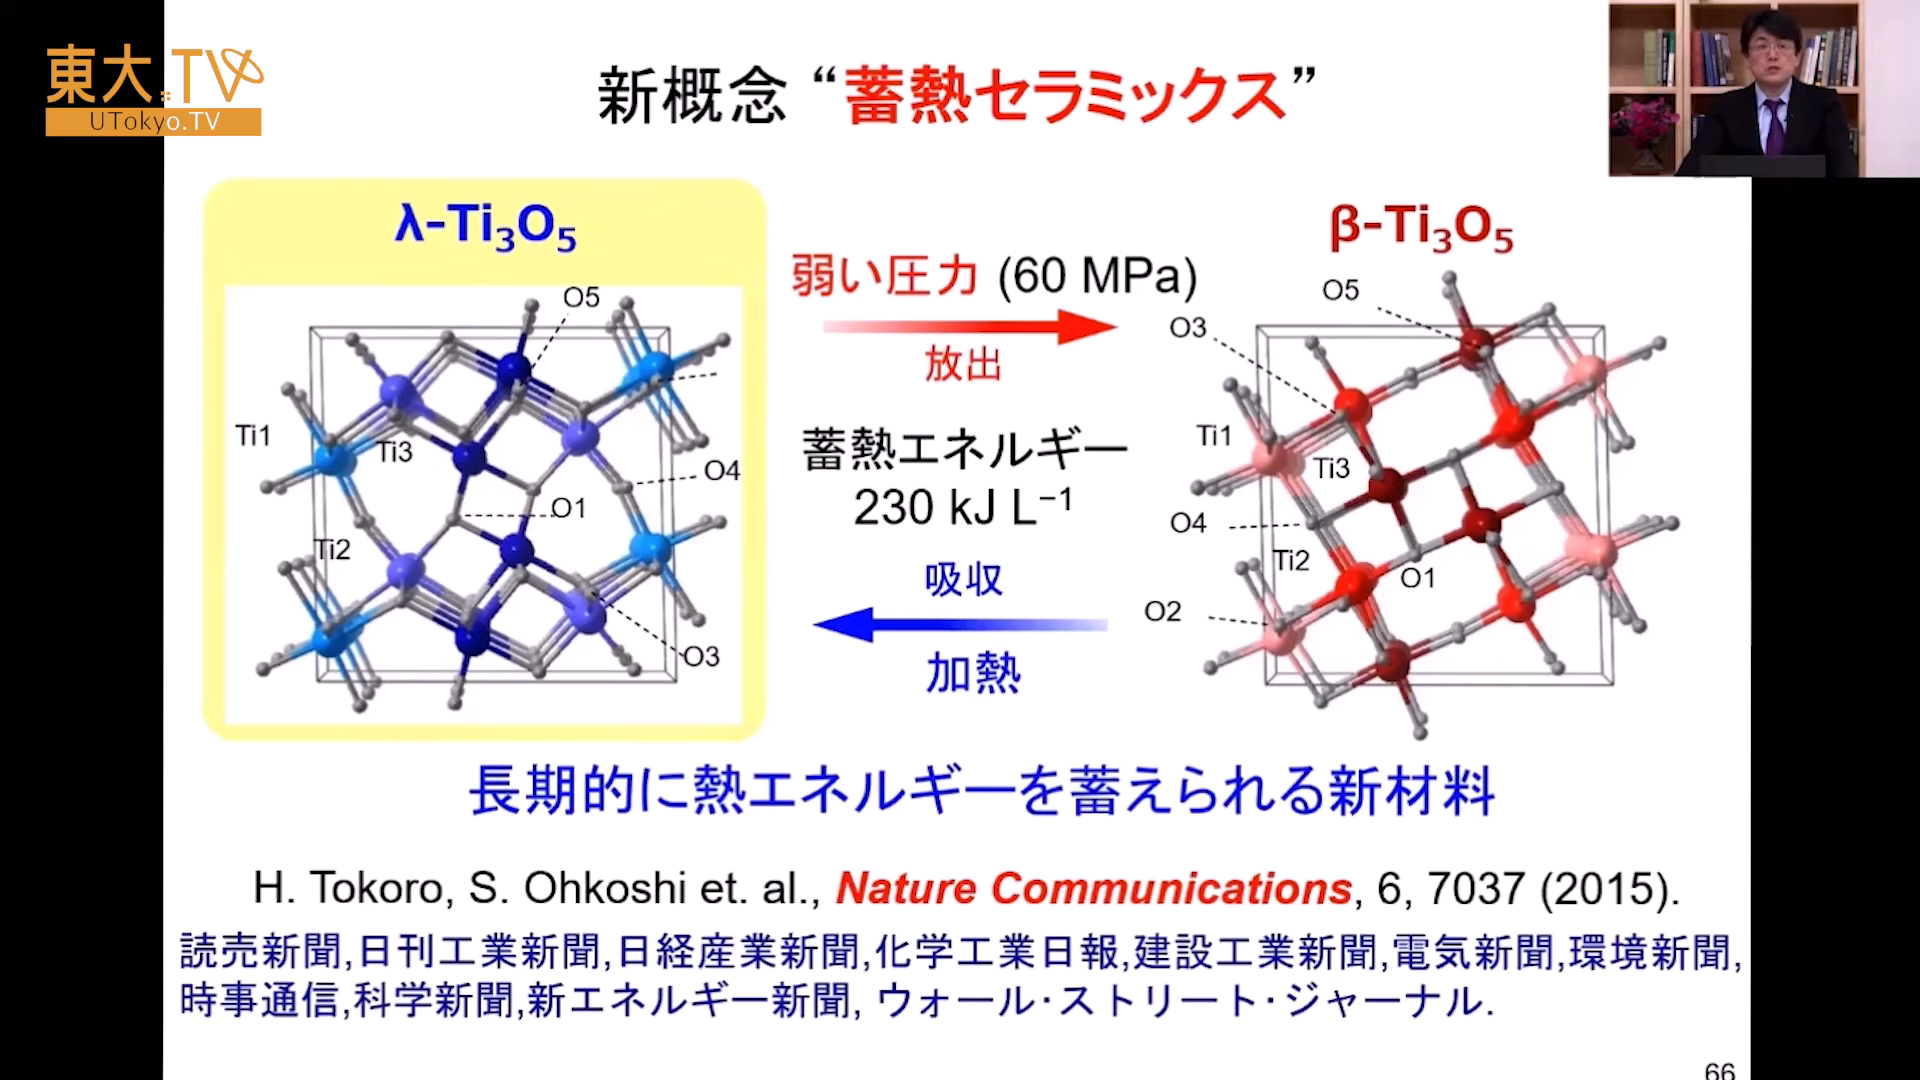 東大TV
UTokyo.TV
新概念 “蓄熱セラミックス”
λ-Ti₃O₅
β-Ti₃O₅
弱い圧力 (60 MPa)
放出
蓄熱エネルギー
230 kJ L⁻¹
吸収
加熱
O5
Ti1
Ti3
O4
O1
Ti2
O3
O5
O3
Ti1
Ti3
O4
Ti2
O1
O2
長期的に熱エネルギーを蓄えられる新材料
H. Tokoro, S. Ohkoshi et. al., Nature Communications, 6, 7037 (2015).
読売新聞,日刊工業新聞,日経産業新聞,化学工業日報,建設工業新聞,電気新聞,環境新聞,
時事通信,科学新聞,新エネルギー新聞, ウォール・ストリート・ジャーナル.
66